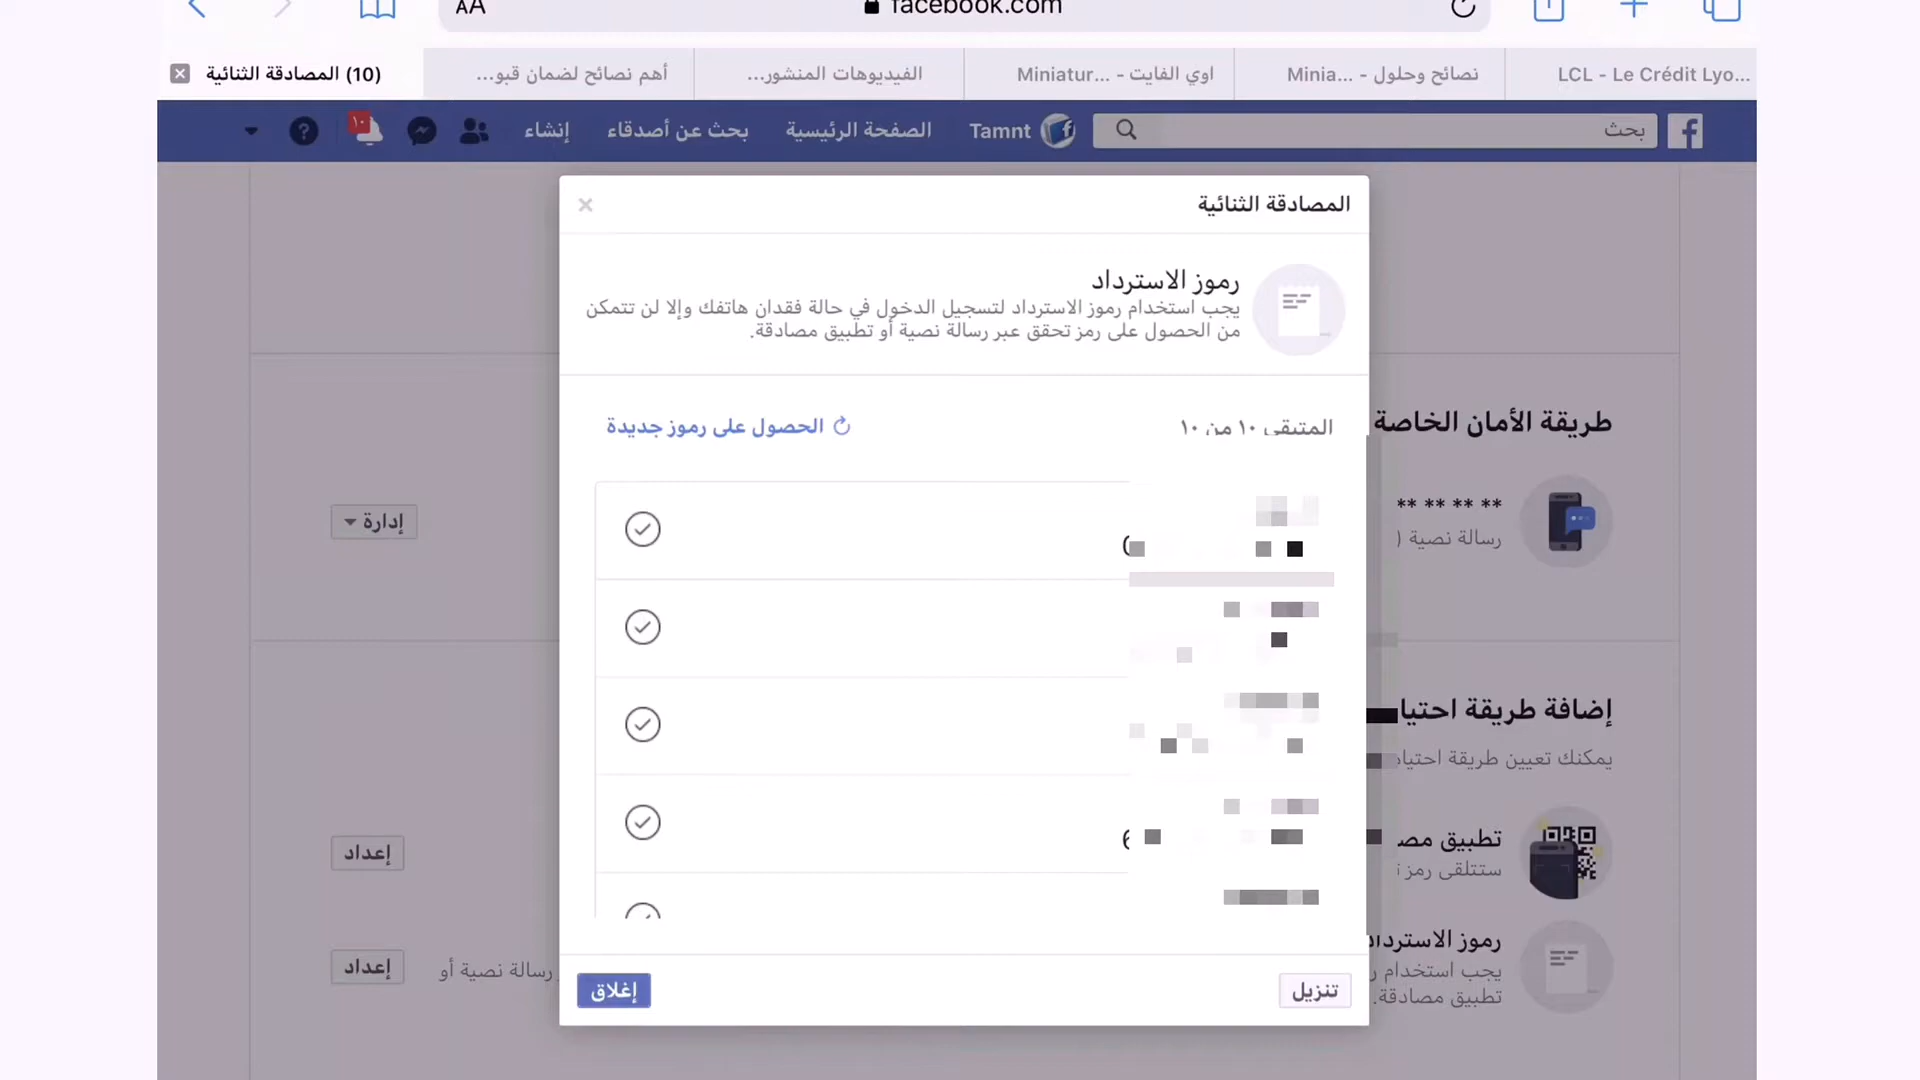 AA
facebook.com
(10) المصادقة الثنائية
أهم نصائح لضمان قبو...
الفيديوهات المنشور...
اوي الفايت - Miniatur...
نصائح وحلول - Minia...
LCL - Le Crédit Lyo...
بحث
Tamnt
الصفحة الرئيسية
بحث عن أصدقاء
إنشاء
١٠
المصادقة الثنائية
رموز الاسترداد
يجب استخدام رموز الاسترداد لتسجيل الدخول في حالة فقدان هاتفك وإلا لن تتمكن
من الحصول على رمز تحقق عبر رسالة نصية أو تطبيق مصادقة.
المتبقي ١٠ من ١٠
الحصول على رموز جديدة
طريقة الأمان الخاصة
** ** ** **
رسالة نصية (
إدارة
إضافة طريقة احتيا
يمكنك تعيين طريقة احتيا
تطبيق مصـ
ستتلقى رمز
إعداد
رموز الاسترداد
يجب استخدام ر
رسالة نصية أو
تطبيق مصادقة.
إعداد
تنزيل
إغلاق